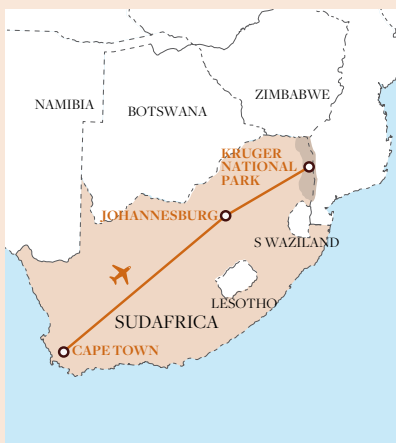 ZIMBABWE
NAMIBIA
BOTSWANA
KRUGER
NATIONAL
PARK
JOHANNESBURG
S WAZILAND
LESOTHO
SUDAFRICA
CAPE TOWN